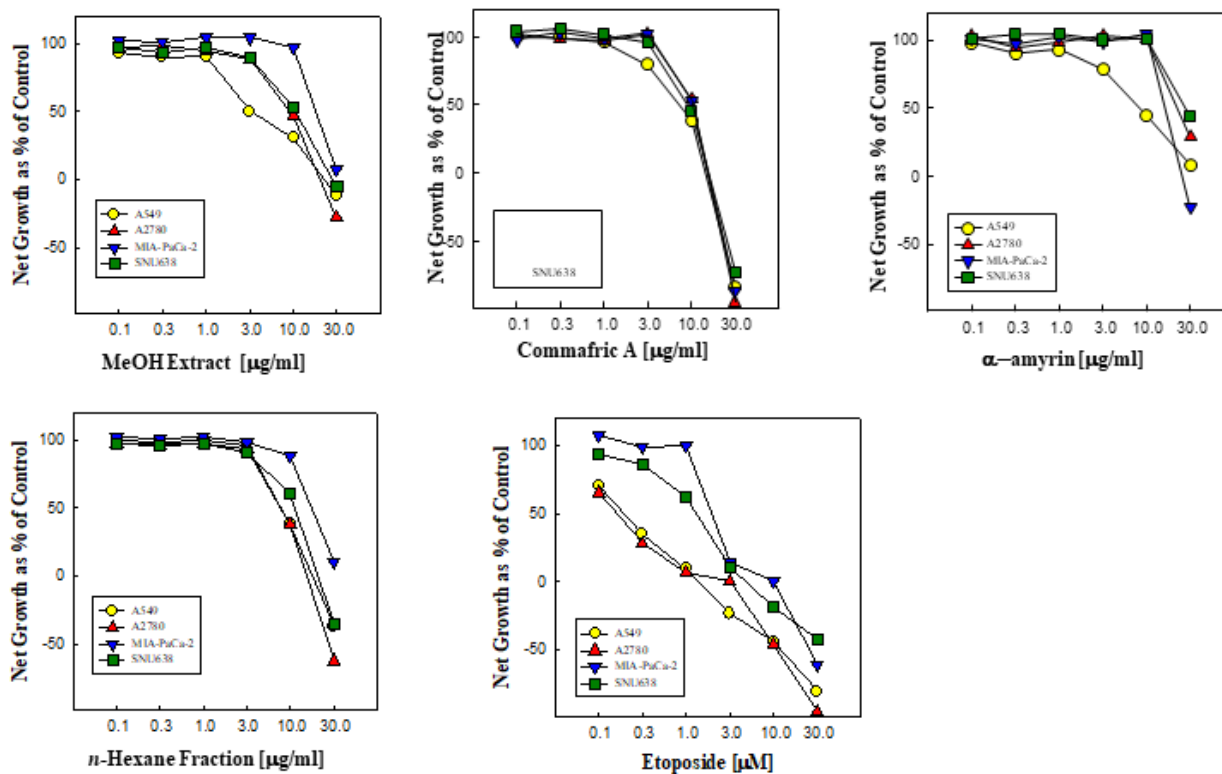 Net Growth as % of Control
100
50
0
-50
A549
A2780
MIA-PaCa-2
SNU638
0.1 0.3 1.0 3.0 10.0 30.0
MeOH Extract [µg/ml]
Net Growth as % of Control
100
50
0
-50
SNU638
0.1 0.3 1.0 3.0 10.0 30.0
Commafric A [µg/ml]
Net Growth as % of Control
100
50
0
-50
A549
A2780
MIA-PaCa-2
SNU638
0.1 0.3 1.0 3.0 10.0 30.0
α-amyrin [µg/ml]
Net Growth as % of Control
100
50
0
-50
A549
A2780
MIA-PaCa-2
SNU638
0.1 0.3 1.0 3.0 10.0 30.0
n-Hexane Fraction [µg/ml]
Net Growth as % of Control
100
50
0
-50
A549
A2780
MIA-PaCa-2
SNU638
0.1 0.3 1.0 3.0 10.0 30.0
Etoposide [µM]